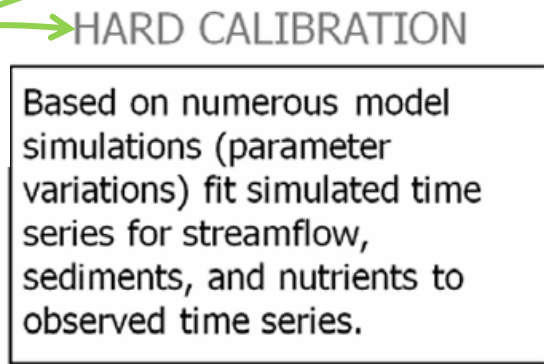 HARD CALIBRATION
Based on numerous model
simulations (parameter
variations) fit simulated time
series for streamflow,
sediments, and nutrients to
observed time series.